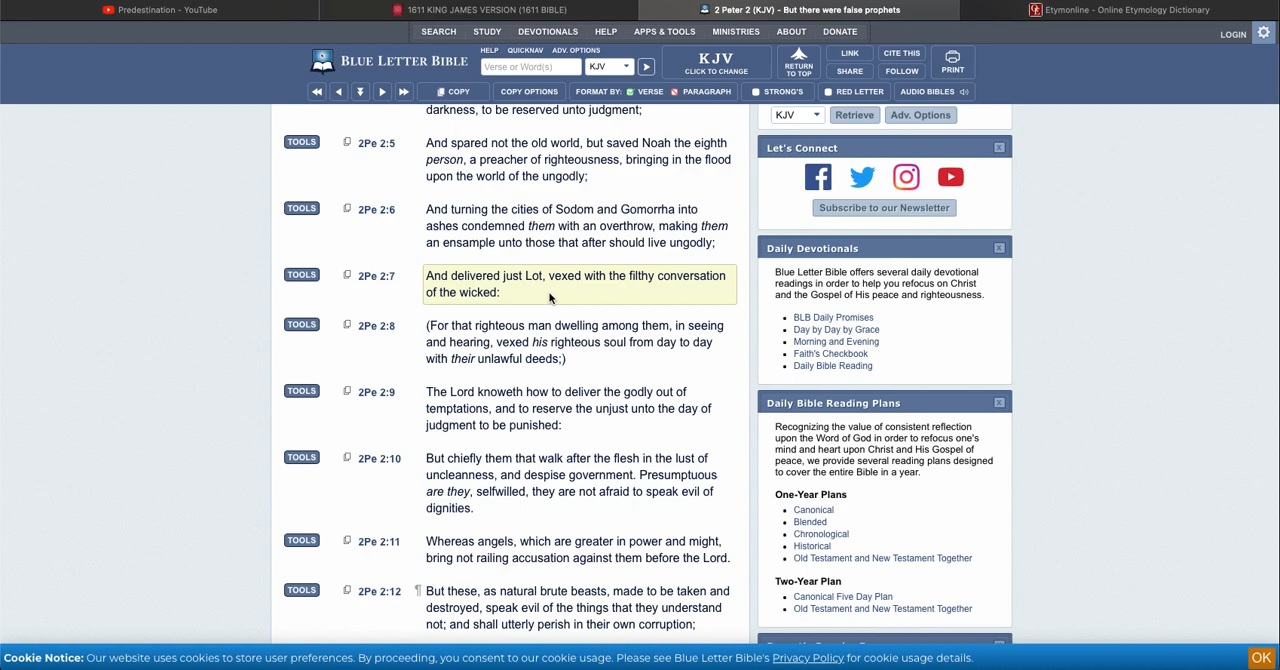 Predestination - YouTube
1611 KING JAMES VERSION (1611 BIBLE)
2 Peter 2 (KJV) - But there were false prophets
Etymonline - Online Etymology Dictionary
SEARCH STUDY DEVOTIONALS HELP APPS & TOOLS MINISTRIES ABOUT DONATE
LOGIN
BLUE LETTER BIBLE
HELP QUICKNAV ADV. OPTIONS
Verse or Word(s) KJV
KJV
CLICK TO CHANGE
RETURN
TO TOP
LINK CITE THIS
SHARE FOLLOW
PRINT
COPY COPY OPTIONS FORMAT BY: VERSE PARAGRAPH STRONG'S RED LETTER AUDIO BIBLES
darkness, to be reserved unto judgment;
TOOLS 2Pe 2:5 And spared not the old world, but saved Noah the eighth
person, a preacher of righteousness, bringing in the flood
upon the world of the ungodly;
TOOLS 2Pe 2:6 And turning the cities of Sodom and Gomorrha into
ashes condemned them with an overthrow, making them
an ensample unto those that after should live ungodly;
TOOLS 2Pe 2:7 And delivered just Lot, vexed with the filthy conversation
of the wicked:
TOOLS 2Pe 2:8 (For that righteous man dwelling among them, in seeing
and hearing, vexed his righteous soul from day to day
with their unlawful deeds;)
TOOLS 2Pe 2:9 The Lord knoweth how to deliver the godly out of
temptations, and to reserve the unjust unto the day of
judgment to be punished:
TOOLS 2Pe 2:10 But chiefly them that walk after the flesh in the lust of
uncleanness, and despise government. Presumptuous
are they, selfwilled, they are not afraid to speak evil of
dignities.
TOOLS 2Pe 2:11 Whereas angels, which are greater in power and might,
bring not railing accusation against them before the Lord.
TOOLS 2Pe 2:12 ¶ But these, as natural brute beasts, made to be taken and
destroyed, speak evil of the things that they understand
not; and shall utterly perish in their own corruption;
KJV Retrieve Adv. Options
Let's Connect
Subscribe to our Newsletter
Daily Devotionals
Blue Letter Bible offers several daily devotional
readings in order to help you refocus on Christ
and the Gospel of His peace and righteousness.
BLB Daily Promises
Day by Day by Grace
Morning and Evening
Faith's Checkbook
Daily Bible Reading
Daily Bible Reading Plans
Recognizing the value of consistent reflection
upon the Word of God in order to refocus one's
mind and heart upon Christ and His Gospel of
peace, we provide several reading plans designed
to cover the entire Bible in a year.
One-Year Plans
Canonical
Blended
Chronological
Historical
Old Testament and New Testament Together
Two-Year Plan
Canonical Five Day Plan
Old Testament and New Testament Together
Cookie Notice: Our website uses cookies to store user preferences. By proceeding, you consent to our cookie usage. Please see Blue Letter Bible's Privacy Policy for cookie usage details.
OK